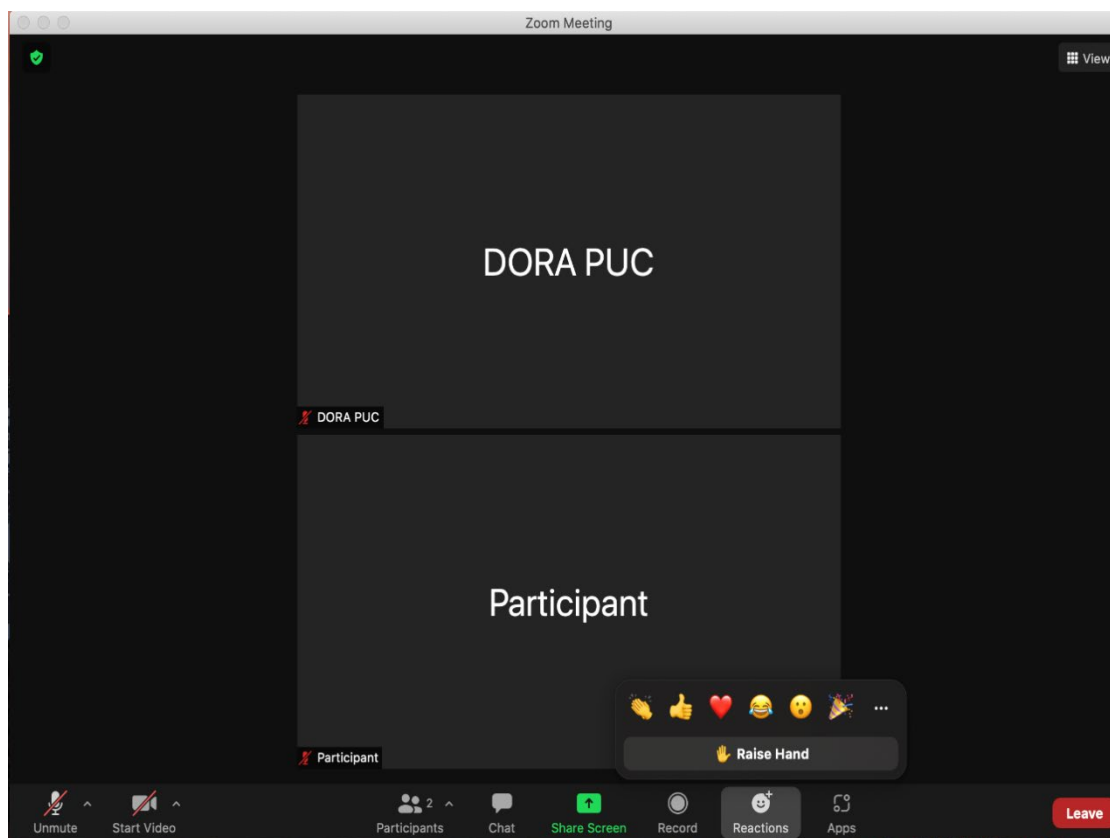 Zoom Meeting
View
DORA PUC
DORA PUC
Participant
Participant
Raise Hand
2
Unmute
Start Video
Participants
Chat
Share Screen
Record
Reactions
Apps
Leave